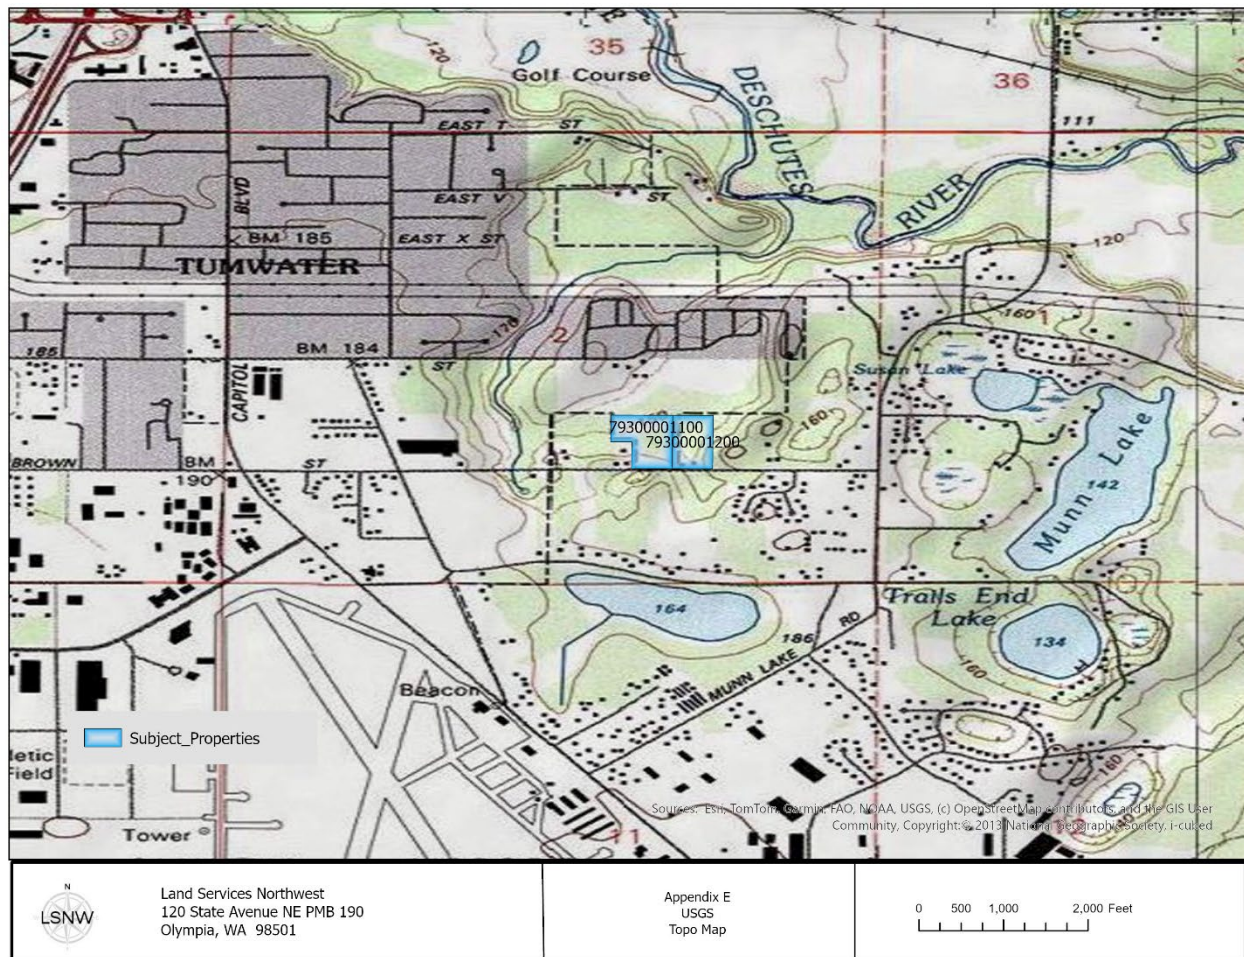 35
Golf Course
36
120
DESCHUTES
RIVER
EAST T ST
111
BLVD
EAST V ST
BM 185
EAST X ST
120
TUMWATER
160
1
2
BM 184
185
ST
Susan Lake
CAPITOL
160
79300001100
79300001200
BROWN ST
BM
190
Munn Lake
142
164
Trails End
Lake
RD
186
134
MUNN LAKE
160
Beacon
Subject_Properties
letic
Field
160
Sources: Esri, TomTom, Garmin, FAO, NOAA, USGS, (c) OpenStreetMap contributors, and the GIS User
Community, Copyright:© 2013 National Geographic Society, i-cubed
Tower
11
N
LSNW
Land Services Northwest
120 State Avenue NE PMB 190
Olympia, WA 98501
Appendix E
USGS
Topo Map
0 500 1,000 2,000 Feet